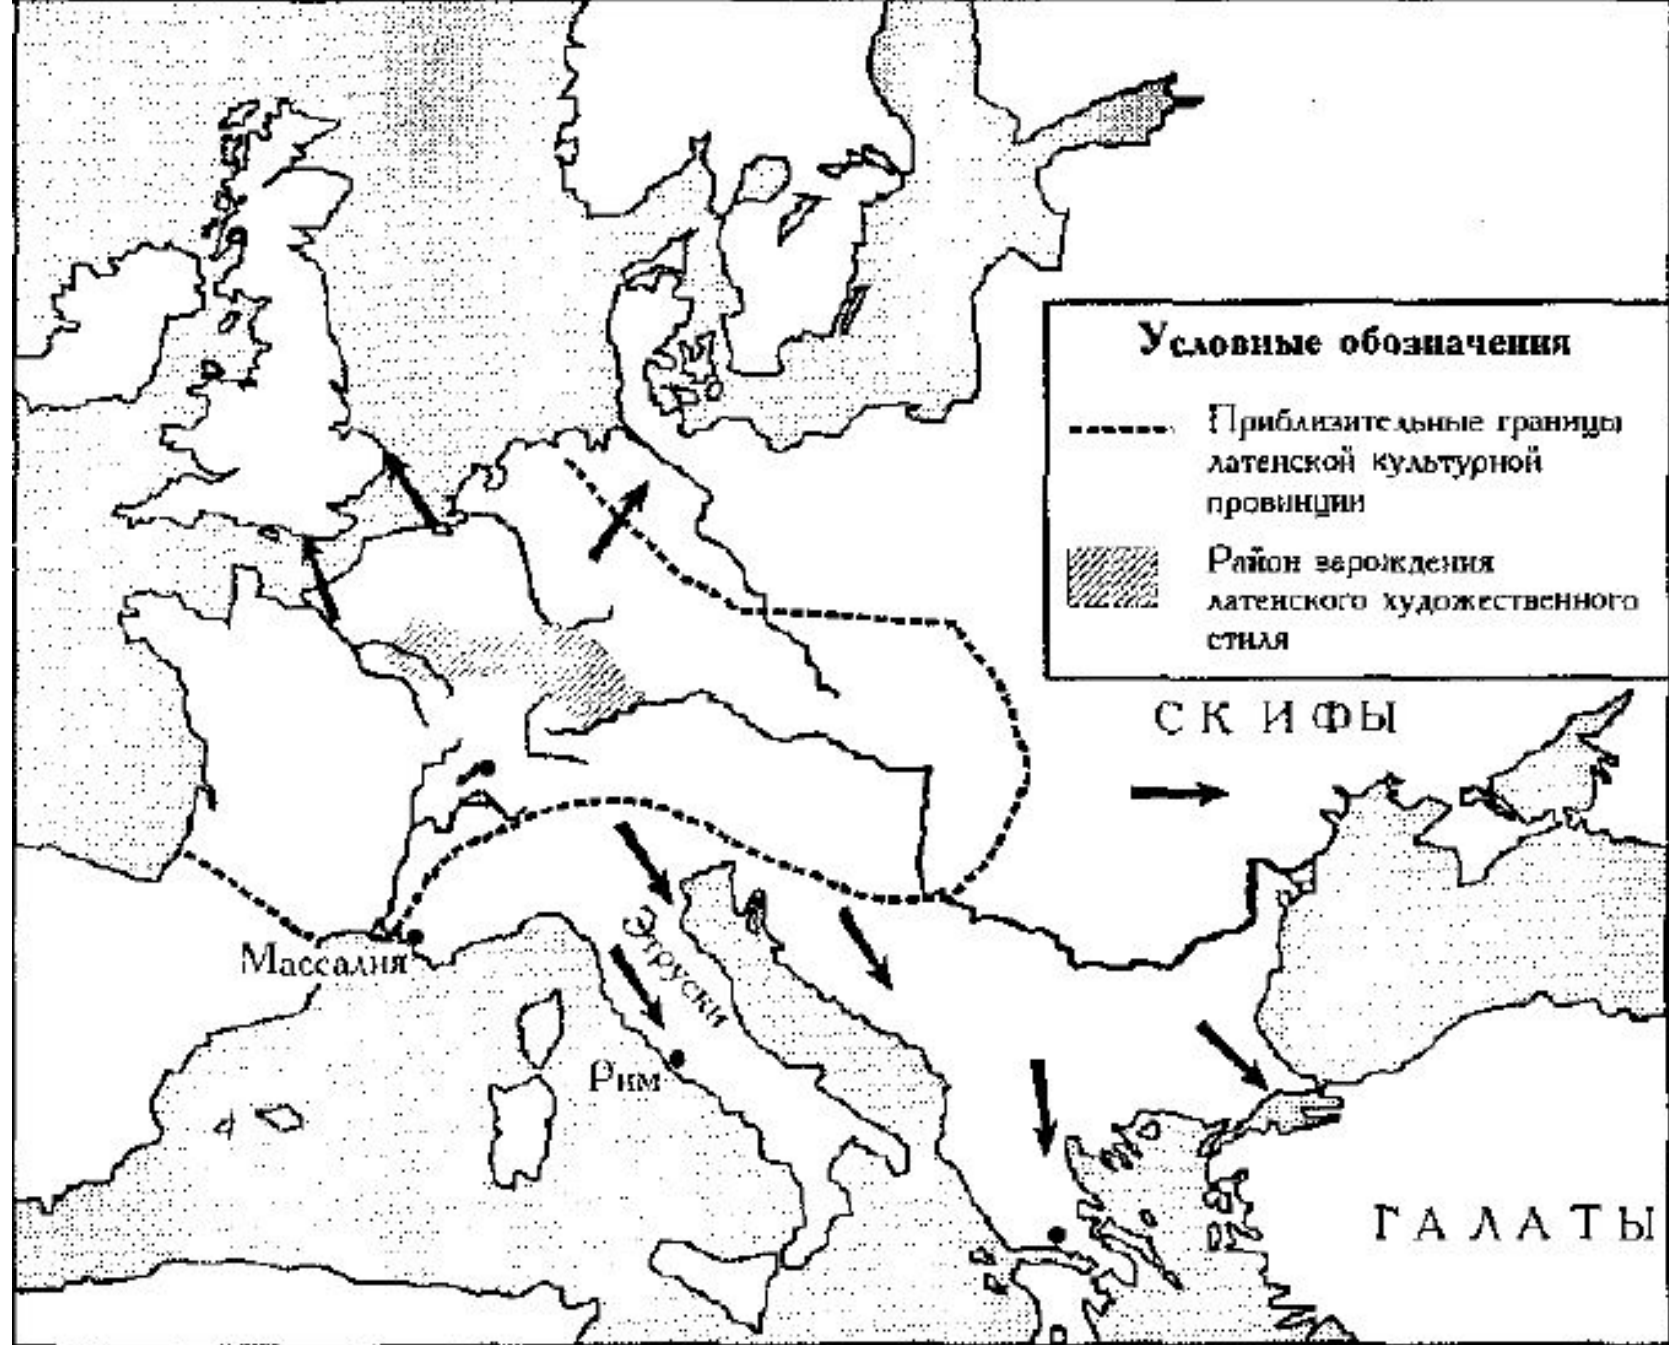 Условные обозначения
Приблизительные границы
латенской культурной
провинции
Район зарождения
латенского художественного
стиля
СКИФЫ
Этруски
Массалия
Рим
ГАЛАТЫ